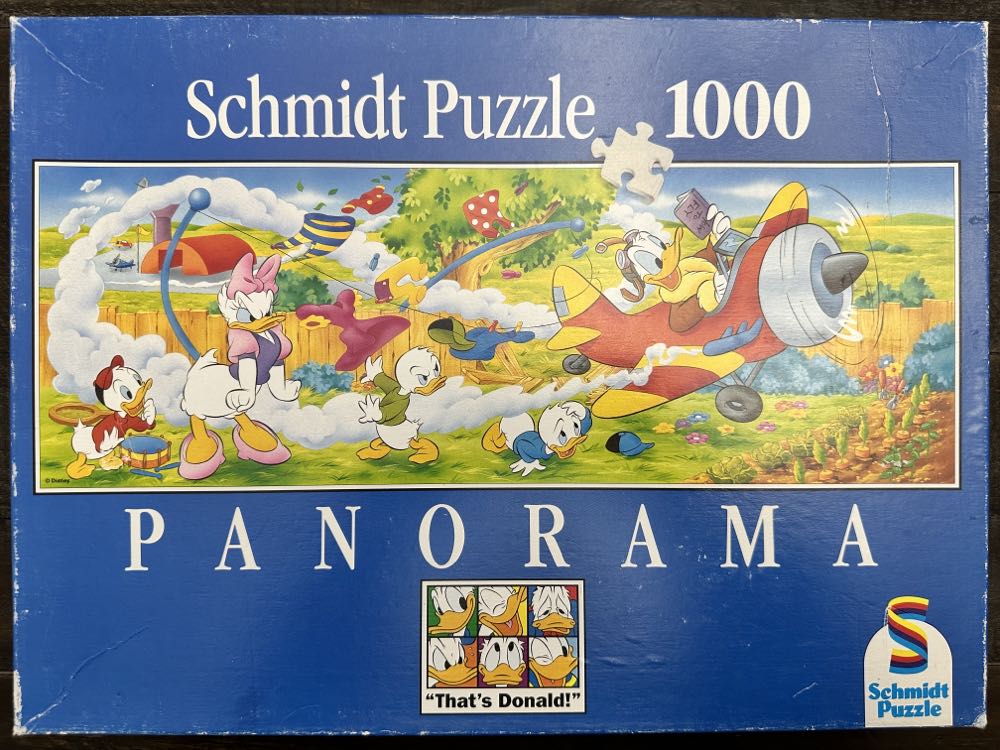 Schmidt Puzzle 1000
© Disney
PANORAMA
"That's Donald!"
Schmidt
Puzzle